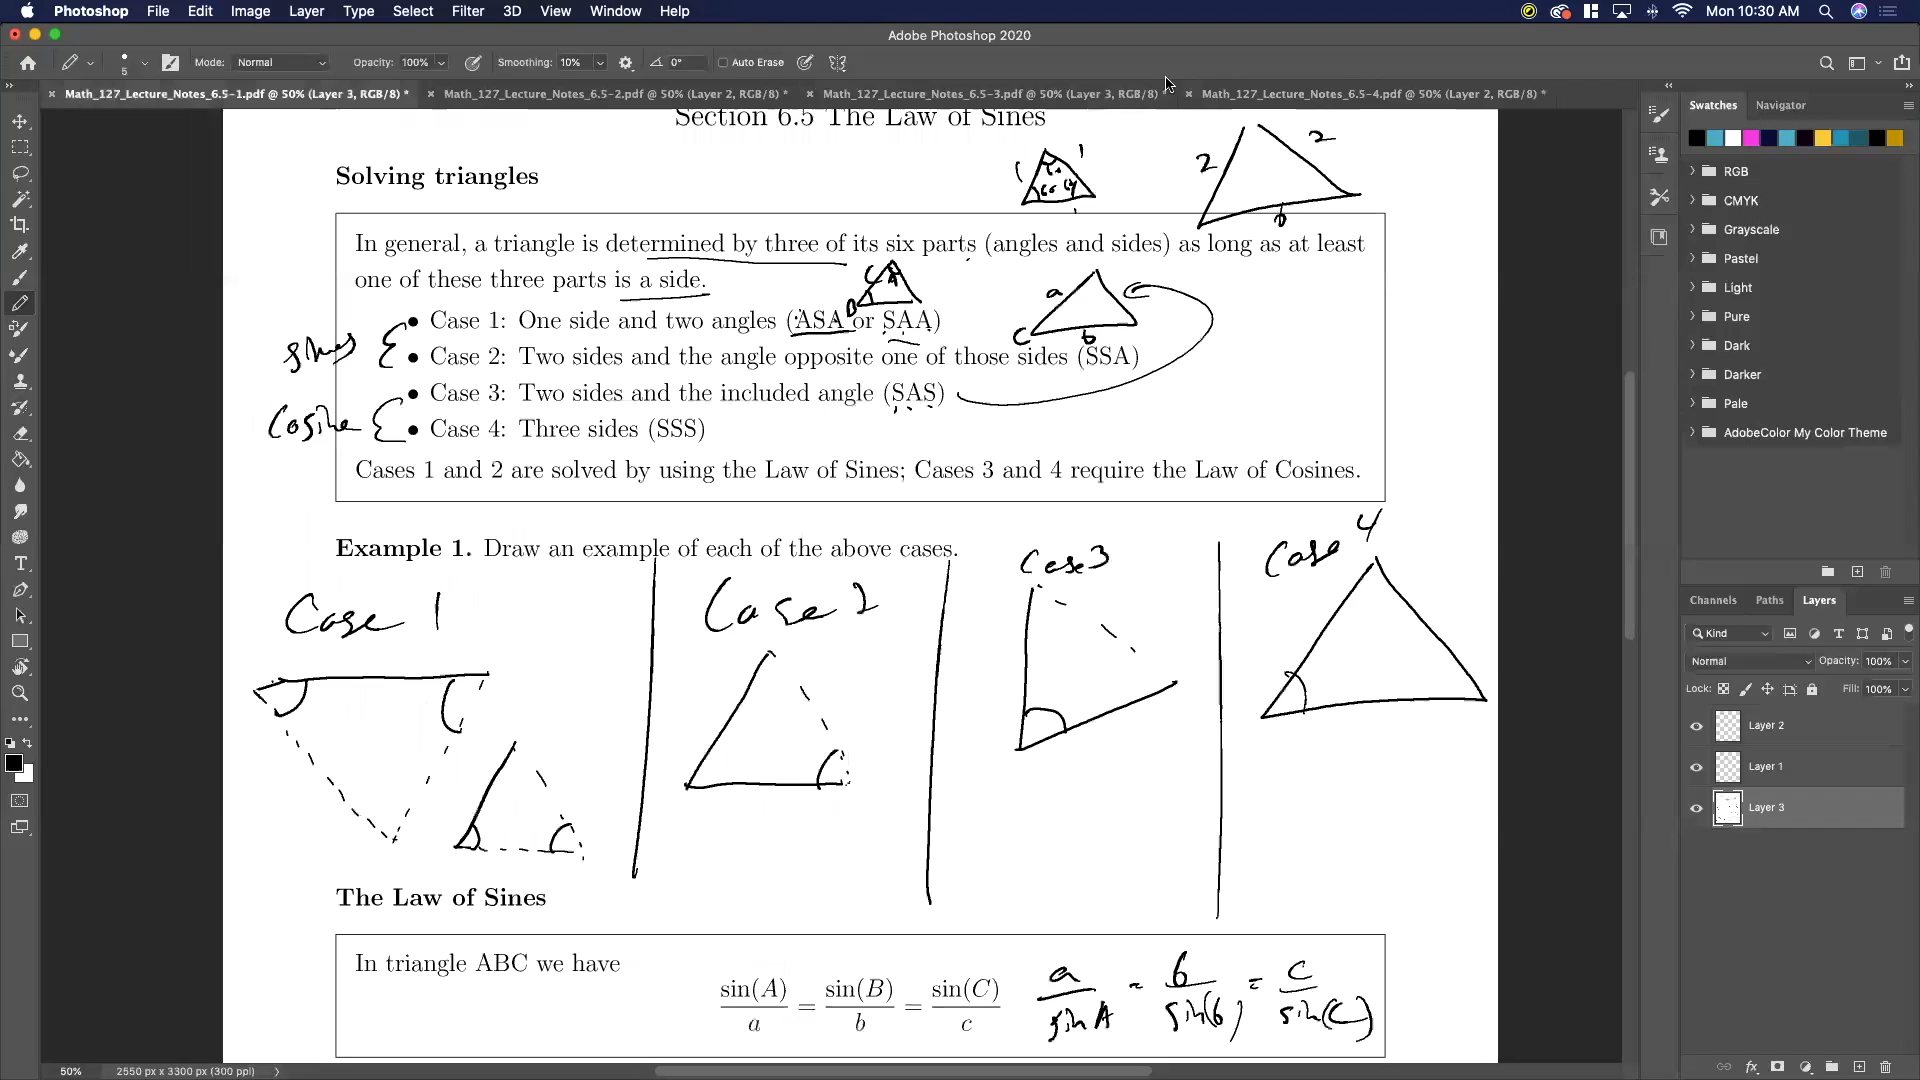 Photoshop File Edit Image Layer Type Select Filter 3D View Window Help Mon 10:30 AM
Adobe Photoshop 2020
5 Mode: Normal Opacity: 100% Smoothing: 10% 0° Auto Erase
Math_127_Lecture_Notes_6.5-1.pdf @ 50% (Layer 3, RGB/8) * Math_127_Lecture_Notes_6.5-2.pdf @ 50% (Layer 2, RGB/8) * Math_127_Lecture_Notes_6.5-3.pdf @ 50% (Layer 3, RGB/8) Math_127_Lecture_Notes_6.5-4.pdf @ 50% (Layer 2, RGB/8) *
Section 6.5 The Law of Sines
2 2
6
Solving triangles
In general, a triangle is determined by three of its six parts (angles and sides) as long as at least
one of these three parts is a side.
C A B
a C b
• Case 1: One side and two angles (ASA or SAA)
• Case 2: Two sides and the angle opposite one of those sides (SSA)
sines
• Case 3: Two sides and the included angle (SAS)
• Case 4: Three sides (SSS)
Cosine
Cases 1 and 2 are solved by using the Law of Sines; Cases 3 and 4 require the Law of Cosines.
Example 1. Draw an example of each of the above cases.
Case 1 Case 2 Case 3 Case 4
The Law of Sines
In triangle ABC we have
sin(A)/a = sin(B)/b = sin(C)/c a/sin A = b/sin(b) = c/sin(C)
50% 2550 px x 3300 px (300 ppi)
Swatches Navigator
RGB
CMYK
Grayscale
Pastel
Light
Pure
Dark
Darker
Pale
AdobeColor My Color Theme
Channels Paths Layers
Kind
Normal Opacity: 100%
Lock: Fill: 100%
Layer 2
Layer 1
Layer 3
fx